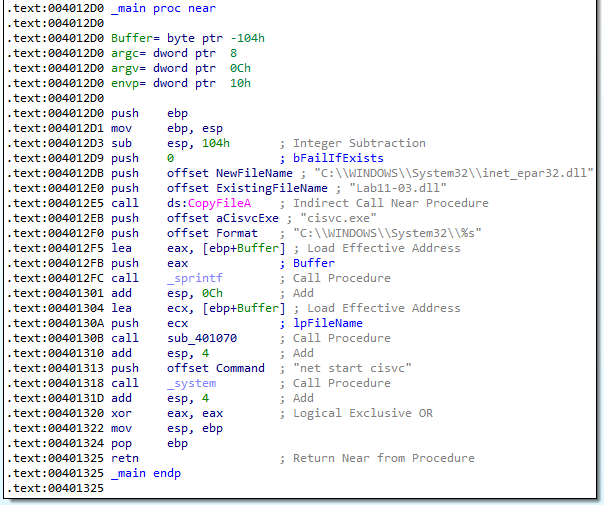 .text:004012D0 _main proc near
.text:004012D0
.text:004012D0 Buffer= byte ptr -104h
.text:004012D0 argc= dword ptr  8
.text:004012D0 argv= dword ptr  0Ch
.text:004012D0 envp= dword ptr  10h
.text:004012D0
.text:004012D0 push    ebp
.text:004012D1 mov     ebp, esp
.text:004012D3 sub     esp, 104h       ; Integer Subtraction
.text:004012D9 push    0               ; bFailIfExists
.text:004012DB push    offset NewFileName ; "C:\\WINDOWS\\System32\\inet_epar32.dll"
.text:004012E0 push    offset ExistingFileName ; "Lab11-03.dll"
.text:004012E5 call    ds:CopyFileA    ; Indirect Call Near Procedure
.text:004012EB push    offset aCisvcExe ; "cisvc.exe"
.text:004012F0 push    offset Format   ; "C:\\WINDOWS\\System32\\%s"
.text:004012F5 lea     eax, [ebp+Buffer] ; Load Effective Address
.text:004012FB push    eax             ; Buffer
.text:004012FC call    _sprintf        ; Call Procedure
.text:00401301 add     esp, 0Ch        ; Add
.text:00401304 lea     ecx, [ebp+Buffer] ; Load Effective Address
.text:0040130A push    ecx             ; lpFileName
.text:0040130B call    sub_401070      ; Call Procedure
.text:00401310 add     esp, 4          ; Add
.text:00401313 push    offset Command  ; "net start cisvc"
.text:00401318 call    _system         ; Call Procedure
.text:0040131D add     esp, 4          ; Add
.text:00401320 xor     eax, eax        ; Logical Exclusive OR
.text:00401322 mov     esp, ebp
.text:00401324 pop     ebp
.text:00401325 retn                    ; Return Near from Procedure
.text:00401325 _main endp
.text:00401325